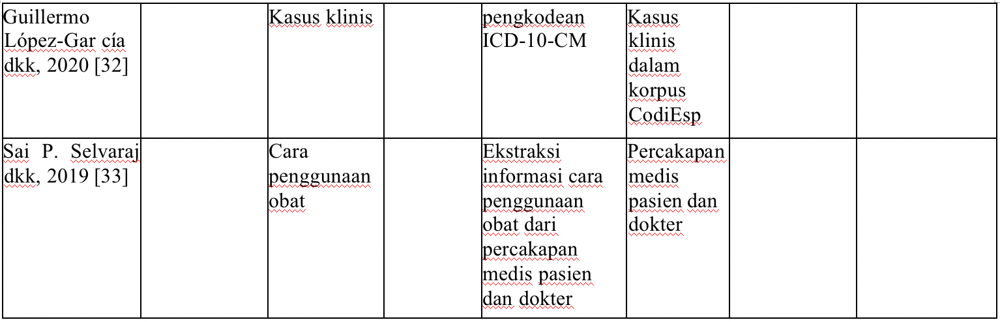 Guillermo
López-Gar cía
dkk, 2020 [32]
Kasus klinis
pengkodean
ICD-10-CM
Kasus
klinis
dalam
korpus
CodiEsp
Sai P. Selvaraj
dkk, 2019 [33]
Cara
penggunaan
obat
Ekstraksi
informasi cara
penggunaan
obat dari
percakapan
medis pasien
dan dokter
Percakapan
medis
pasien dan
dokter